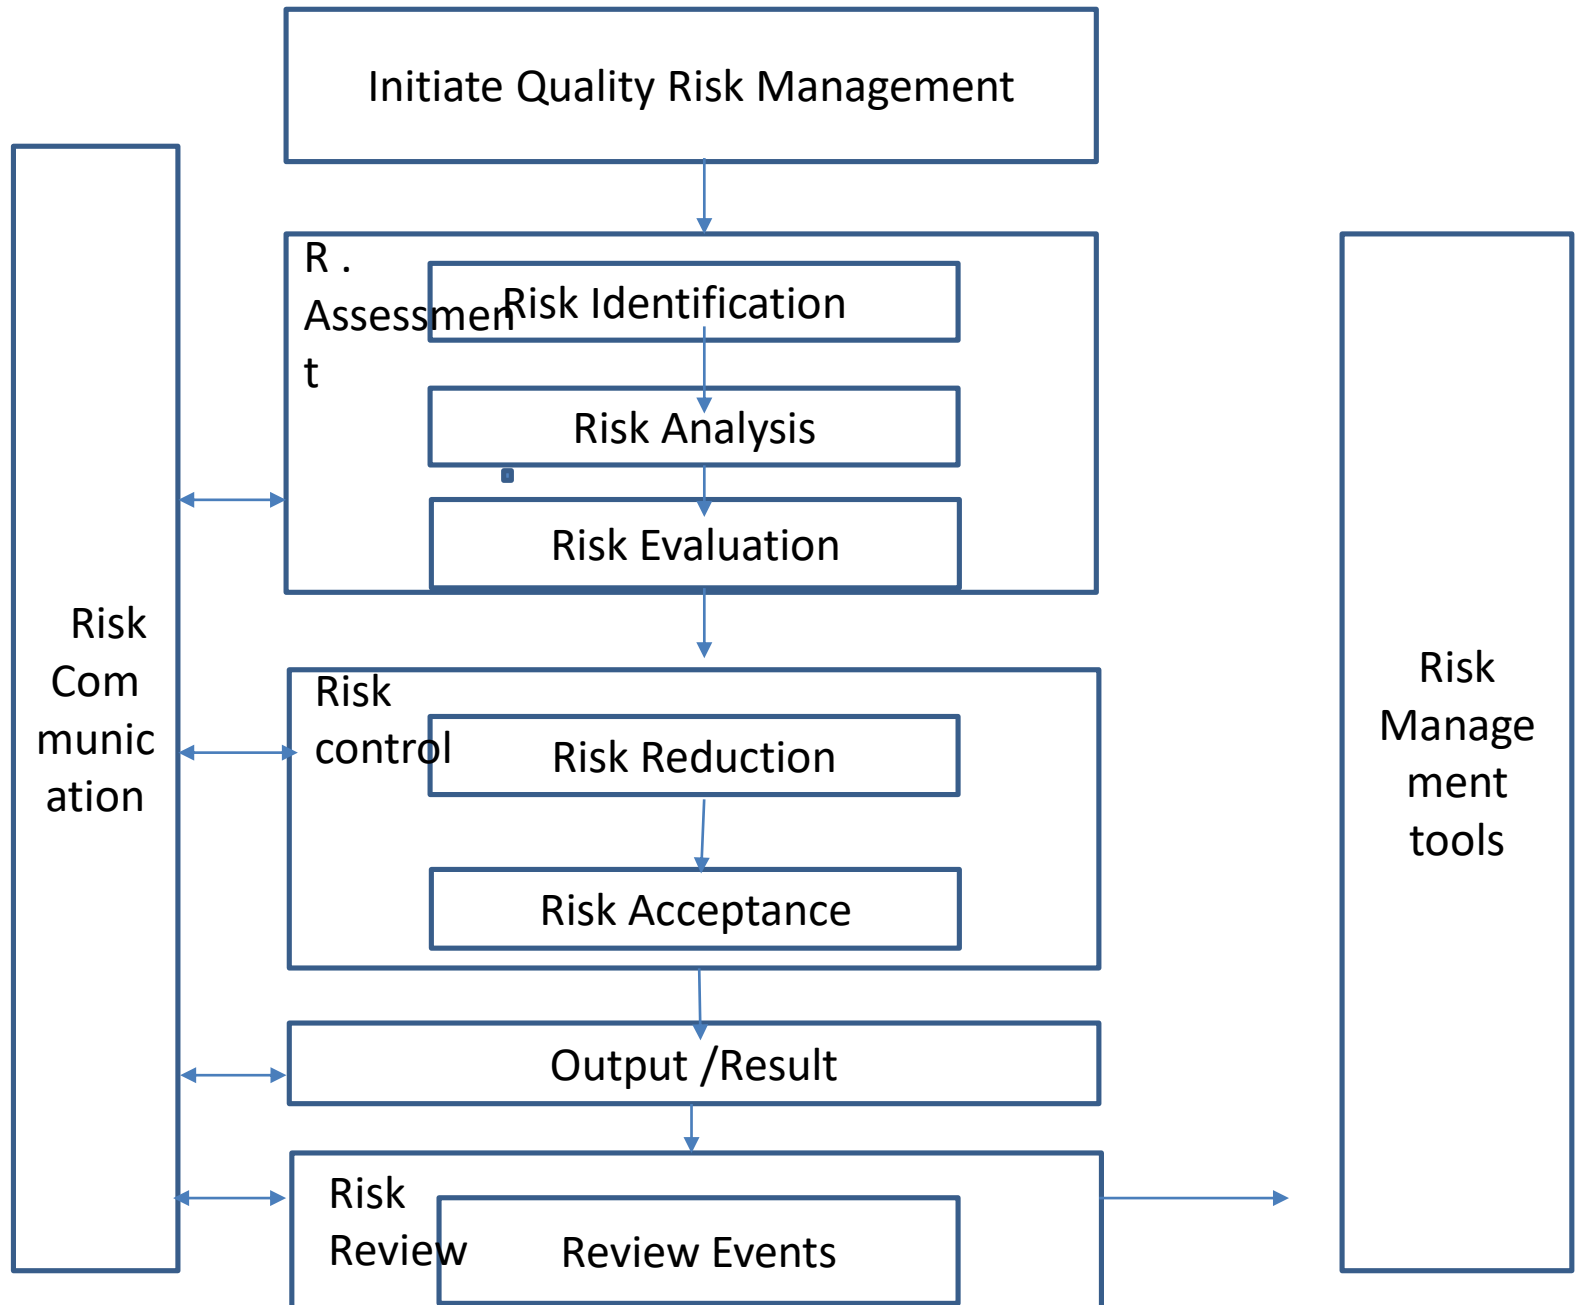 Initiate Quality Risk Management
R .
Assessmen
t
Risk Identification
Risk Analysis
Risk Evaluation
Risk
Com
munic
ation
Risk
control
Risk Reduction
Risk Acceptance
Risk
Manage
ment
tools
Output /Result
Risk
Review
Review Events